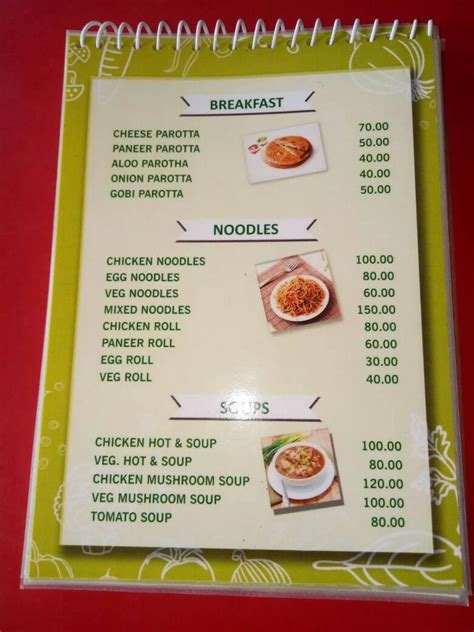 BREAKFAST
CHEESE PAROTTA 70.00
PANEER PAROTTA 50.00
ALOO PAROTHA 40.00
ONION PAROTTA 40.00
GOBI PAROTTA 50.00
NOODLES
CHICKEN NOODLES 100.00
EGG NOODLES 80.00
VEG NOODLES 60.00
MIXED NOODLES 150.00
CHICKEN ROLL 80.00
PANEER ROLL 60.00
EGG ROLL 30.00
VEG ROLL 40.00
SOUPS
CHICKEN HOT & SOUP 100.00
VEG. HOT & SOUP 80.00
CHICKEN MUSHROOM SOUP 120.00
VEG MUSHROOM SOUP 100.00
TOMATO SOUP 80.00